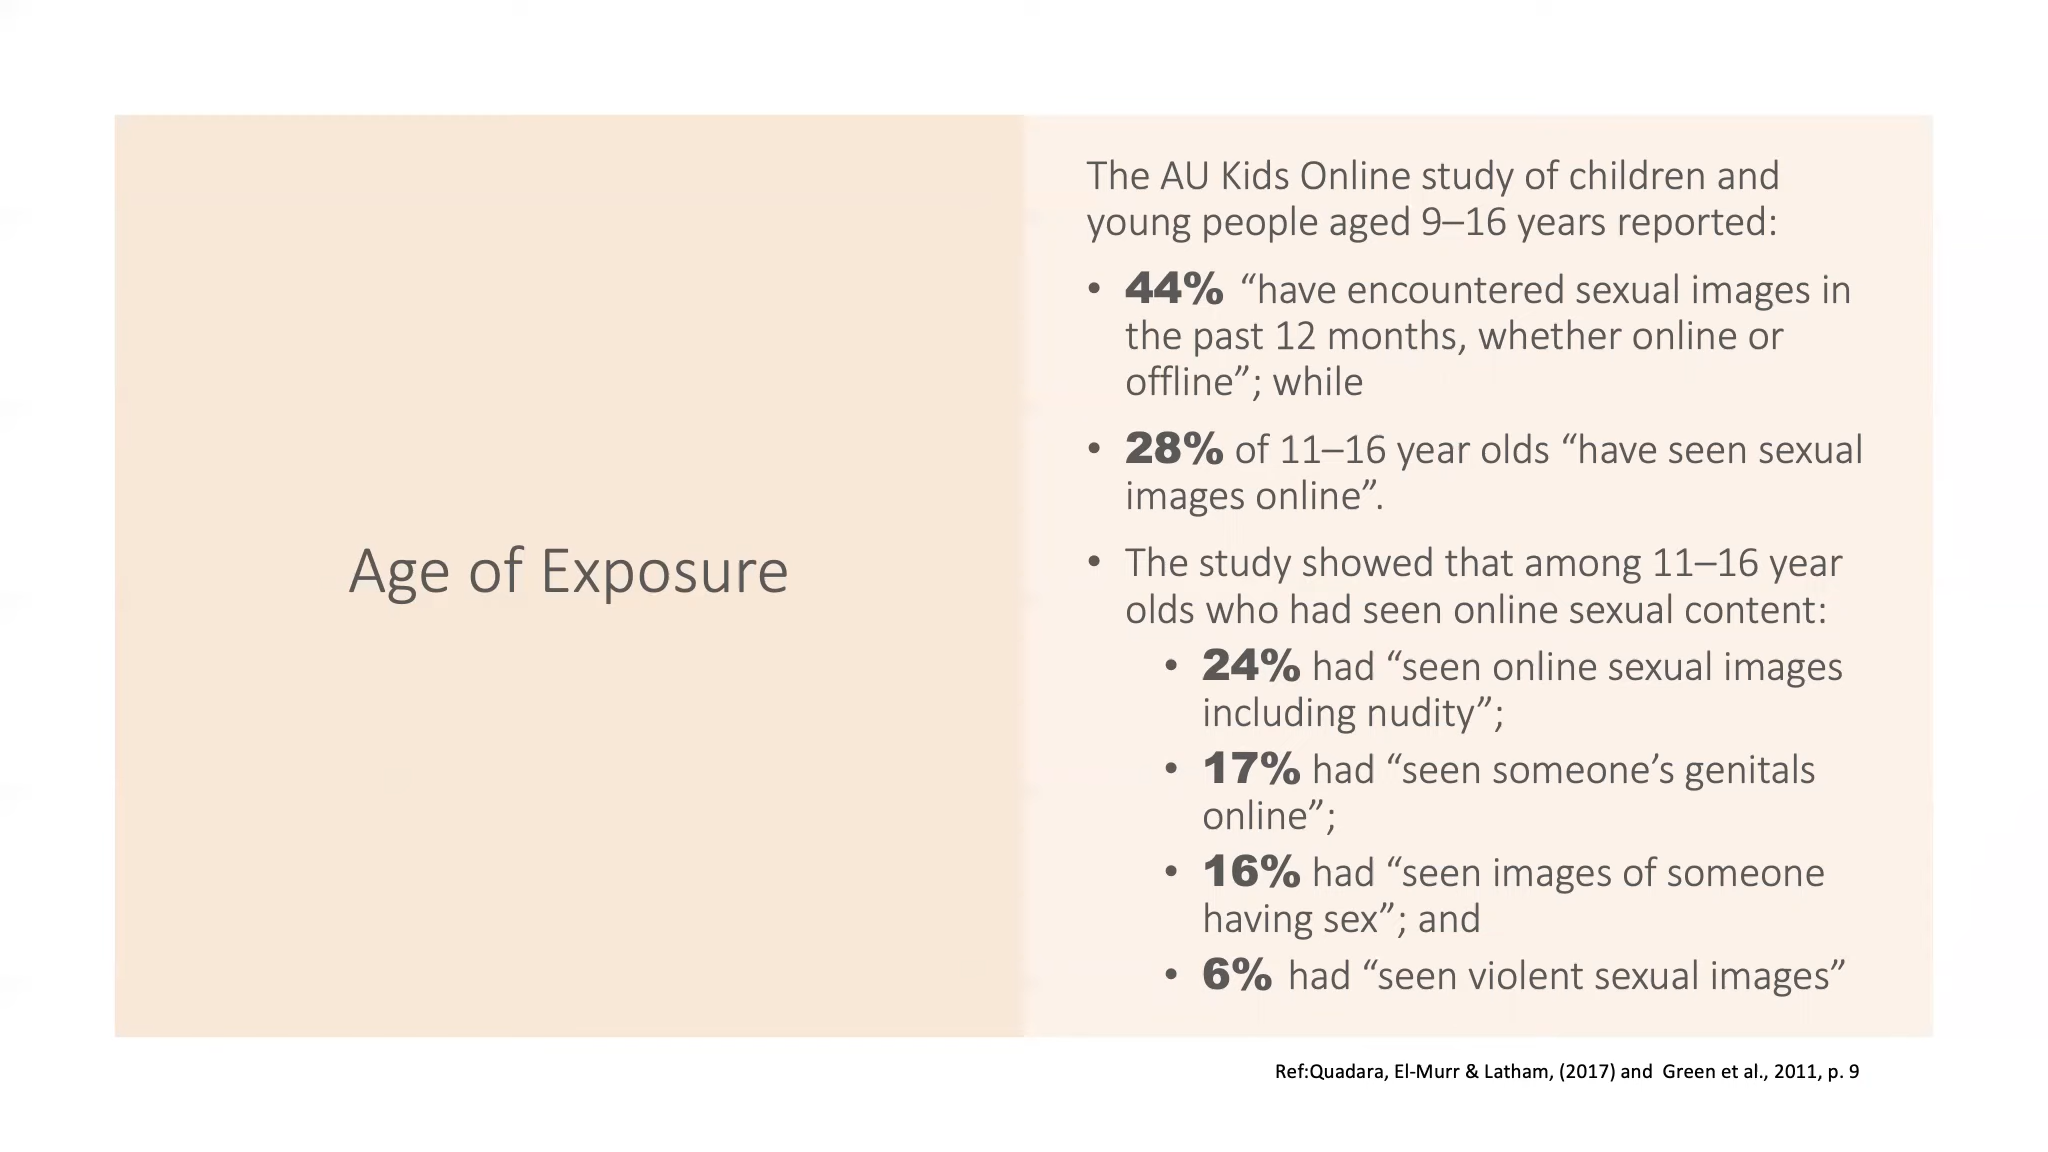 Age of Exposure
The AU Kids Online study of children and
young people aged 9–16 years reported:
• 44% “have encountered sexual images in
the past 12 months, whether online or
offline”; while
• 28% of 11–16 year olds “have seen sexual
images online”.
• The study showed that among 11–16 year
olds who had seen online sexual content:
• 24% had “seen online sexual images
including nudity”;
• 17% had “seen someone’s genitals
online”;
• 16% had “seen images of someone
having sex”; and
• 6% had “seen violent sexual images”
Ref:Quadara, El-Murr & Latham, (2017) and Green et al., 2011, p. 9